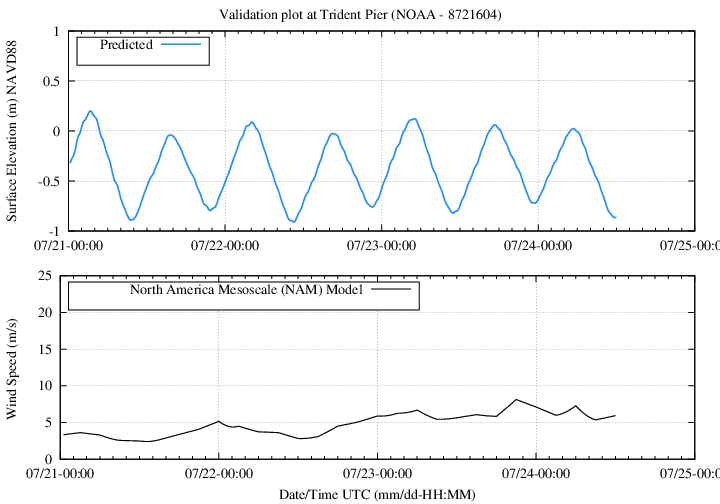 Validation plot at Trident Pier (NOAA - 8721604)
Surface Elevation (m) NAVD88
Predicted
1
0.5
0
-0.5
-1
07/21-00:00 07/22-00:00 07/23-00:00 07/24-00:00 07/25-00:0
Wind Speed (m/s)
North America Mesoscale (NAM) Model
25
20
15
10
5
0
07/21-00:00 07/22-00:00 07/23-00:00 07/24-00:00 07/25-00:0
Date/Time UTC (mm/dd-HH:MM)